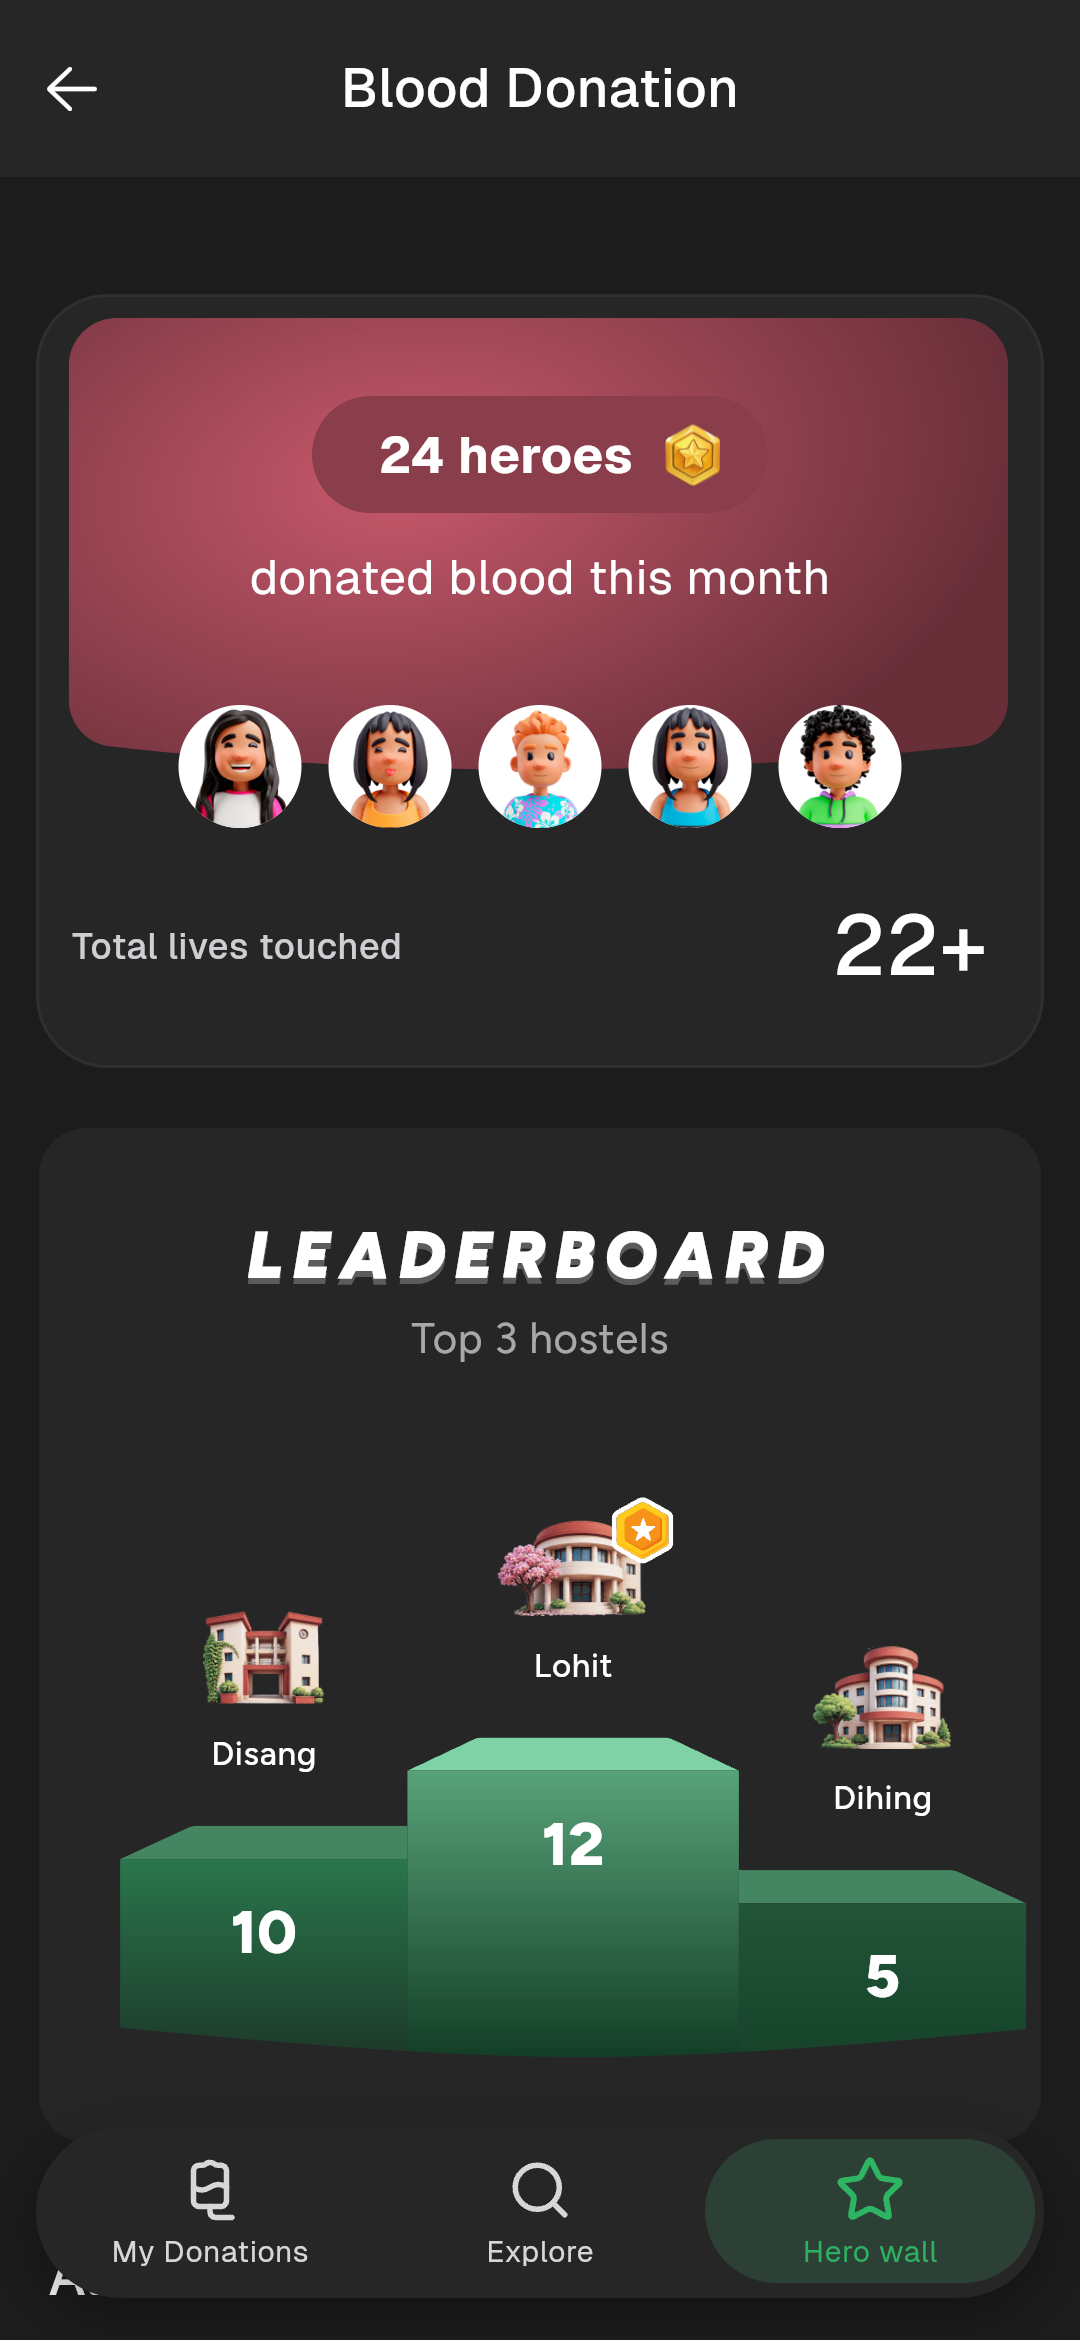 Blood Donation
24 heroes
donated blood this month
Total lives touched
22+
LEADERBOARD
Top 3 hostels
Lohit
Disang
Dihing
12
10
5
My Donations
Explore
Hero wall